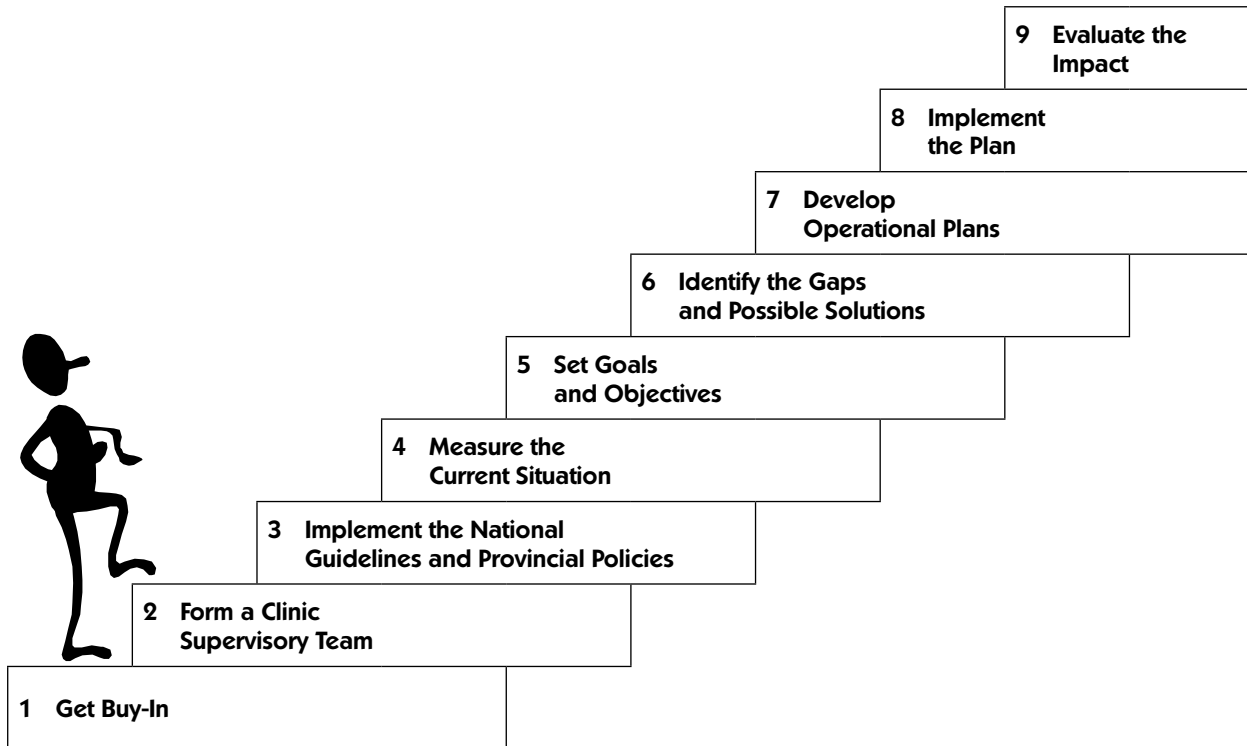 9 Evaluate the
Impact
8 Implement
the Plan
7 Develop
Operational Plans
6 Identify the Gaps
and Possible Solutions
5 Set Goals
and Objectives
4 Measure the
Current Situation
3 Implement the National
Guidelines and Provincial Policies
2 Form a Clinic
Supervisory Team
1 Get Buy-In